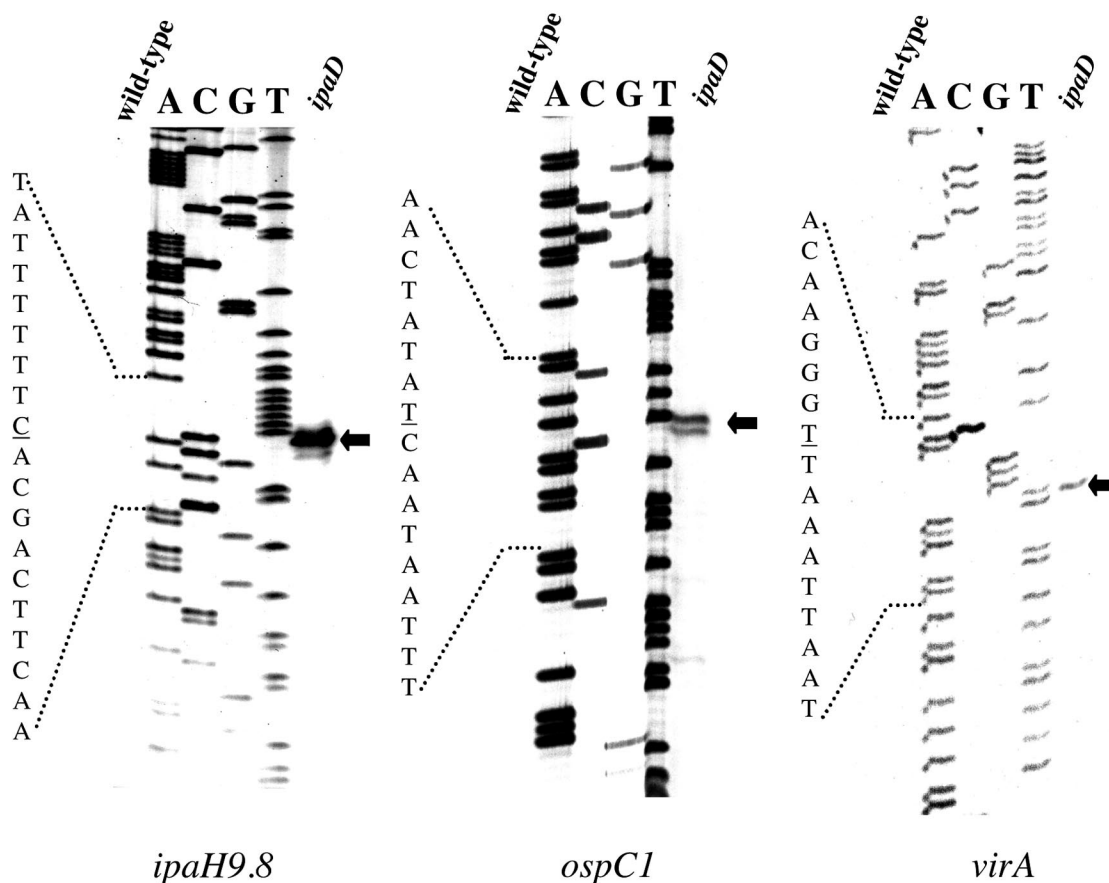 wild-type A C G T ipaD
wild-type A C G T ipaD
wild-type A C G T ipaD
T A T T T T T T C A C G A C T T C A A
A A C T A T A T C A A T A A T T T
A C A A G G G T T A A A T T A A T
ipaH9.8
ospC1
virA